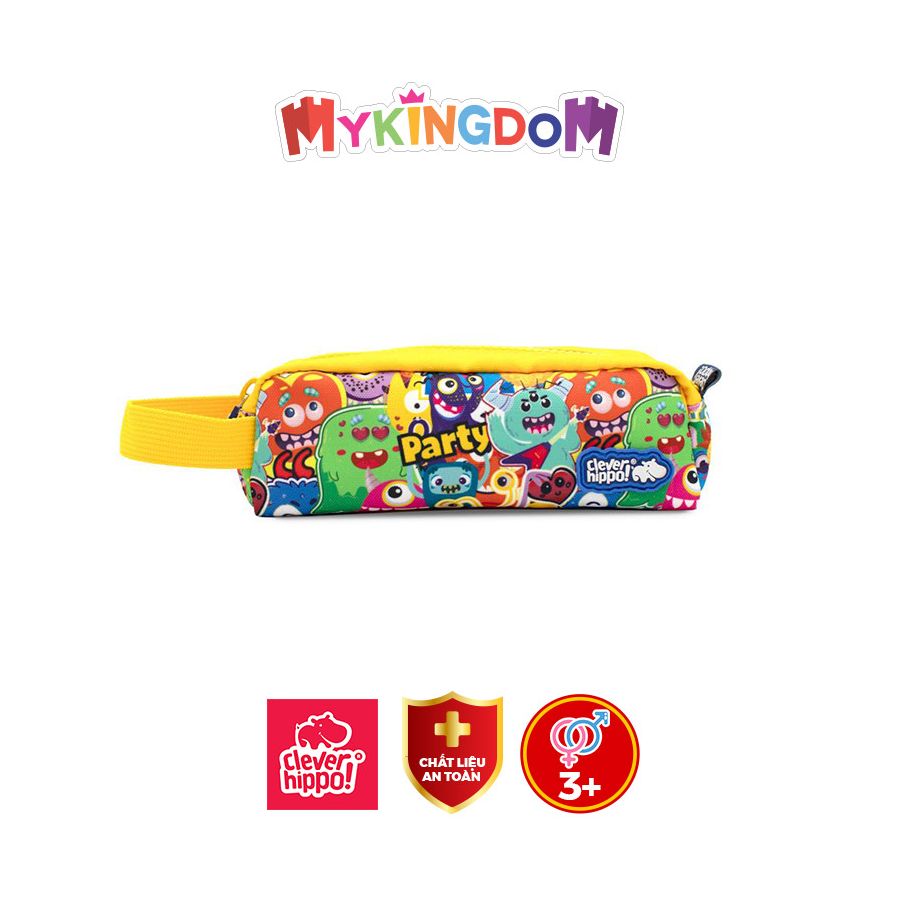 MYKINGDOM
Party
clever
hippo!
clever
hippo!
CHẤT LIỆU
AN TOÀN
3+